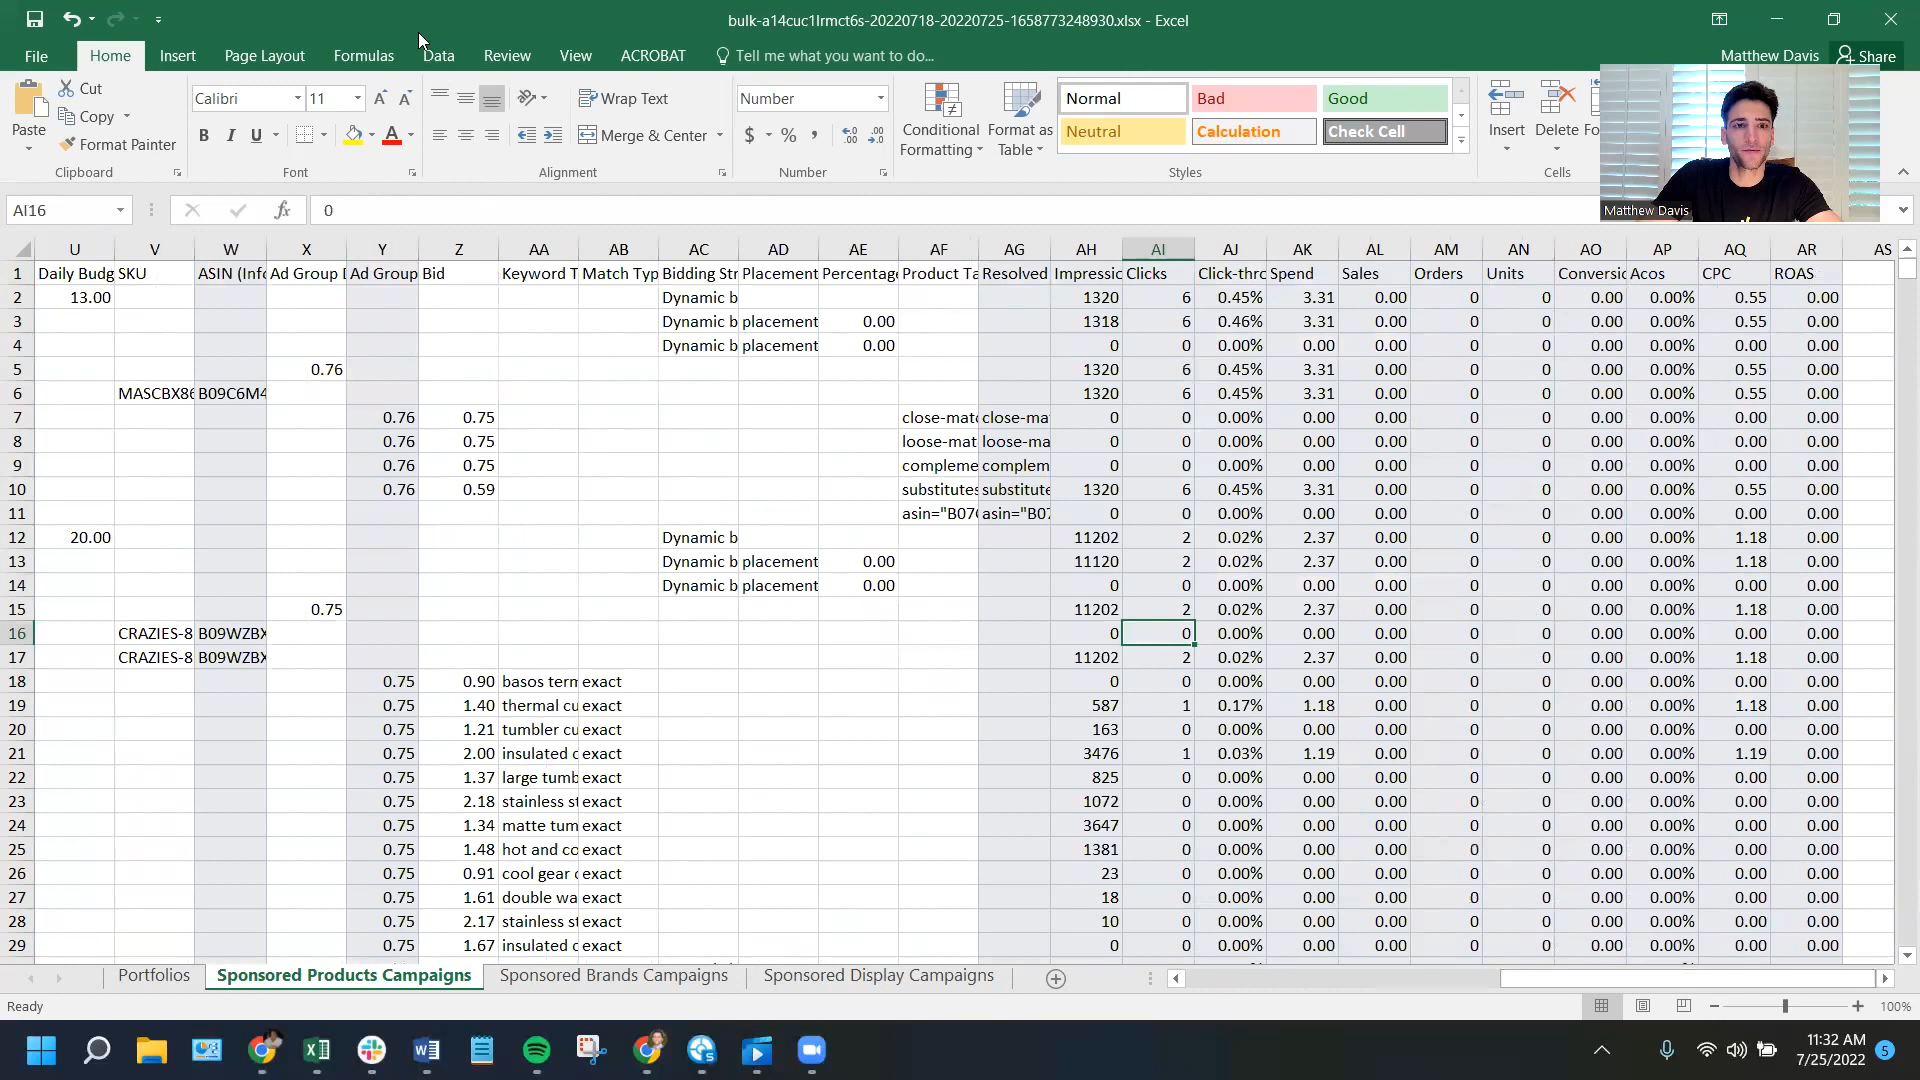 bulk-a14cuc1lrmct6s-20220718-20220725-1658773248930.xlsx - Excel
File Home Insert Page Layout Formulas Data Review View ACROBAT Tell me what you want to do... Matthew Davis Share
Paste Cut Copy Format Painter Clipboard
Calibri 11 B I U A Font
Wrap Text Merge & Center Alignment
Number $ % , Number
Conditional Formatting Format as Table
Normal Bad Good
Neutral Calculation Check Cell
Styles
Insert Delete Cells
Matthew Davis
AI16 fx 0
U V W X Y Z AA AB AC AD AE AF AG AH AI AJ AK AL AM AN AO AP AQ AR AS
1 Daily Budg SKU ASIN (Info Ad Group D Ad Group Bid Keyword T Match Typ Bidding Str Placement Percentage Product Ta Resolved Impressio Clicks Click-thro Spend Sales Orders Units Conversio Acos CPC ROAS
2 13.00 Dynamic b 1320 6 0.45% 3.31 0.00 0 0 0.00 0.00% 0.55 0.00
3 Dynamic b placement 0.00 1318 6 0.46% 3.31 0.00 0 0 0.00 0.00% 0.55 0.00
4 Dynamic b placement 0.00 0 0 0.00% 0.00 0.00 0 0 0.00 0.00% 0.00 0.00
5 0.76 1320 6 0.45% 3.31 0.00 0 0 0.00 0.00% 0.55 0.00
6 MASCBX86 B09C6M4 1320 6 0.45% 3.31 0.00 0 0 0.00 0.00% 0.55 0.00
7 0.76 0.75 close-matc close-ma 0 0 0.00% 0.00 0.00 0 0 0.00 0.00% 0.00 0.00
8 0.76 0.75 loose-mat loose-ma 0 0 0.00% 0.00 0.00 0 0 0.00 0.00% 0.00 0.00
9 0.76 0.75 compleme complem 0 0 0.00% 0.00 0.00 0 0 0.00 0.00% 0.00 0.00
10 0.76 0.59 substitutes substitute 1320 6 0.45% 3.31 0.00 0 0 0.00 0.00% 0.55 0.00
11 asin="B07 asin="B07 0 0 0.00% 0.00 0.00 0 0 0.00 0.00% 0.00 0.00
12 20.00 Dynamic b 11202 2 0.02% 2.37 0.00 0 0 0.00 0.00% 1.18 0.00
13 Dynamic b placement 0.00 11120 2 0.02% 2.37 0.00 0 0 0.00 0.00% 1.18 0.00
14 Dynamic b placement 0.00 0 0 0.00% 0.00 0.00 0 0 0.00 0.00% 0.00 0.00
15 0.75 11202 2 0.02% 2.37 0.00 0 0 0.00 0.00% 1.18 0.00
16 CRAZIES-8 B09WZBX 0 0 0.00% 0.00 0.00 0 0 0.00 0.00% 0.00 0.00
17 CRAZIES-8 B09WZBX 11202 2 0.02% 2.37 0.00 0 0 0.00 0.00% 1.18 0.00
18 0.75 0.90 basos term exact 0 0 0.00% 0.00 0.00 0 0 0.00 0.00% 0.00 0.00
19 0.75 1.40 thermal cu exact 587 1 0.17% 1.18 0.00 0 0 0.00 0.00% 1.18 0.00
20 0.75 1.21 tumbler cu exact 163 0 0.00% 0.00 0.00 0 0 0.00 0.00% 0.00 0.00
21 0.75 2.00 insulated c exact 3476 1 0.03% 1.19 0.00 0 0 0.00 0.00% 1.19 0.00
22 0.75 1.37 large tumb exact 825 0 0.00% 0.00 0.00 0 0 0.00 0.00% 0.00 0.00
23 0.75 2.18 stainless st exact 1072 0 0.00% 0.00 0.00 0 0 0.00 0.00% 0.00 0.00
24 0.75 1.34 matte tum exact 3647 0 0.00% 0.00 0.00 0 0 0.00 0.00% 0.00 0.00
25 0.75 1.48 hot and co exact 1381 0 0.00% 0.00 0.00 0 0 0.00 0.00% 0.00 0.00
26 0.75 0.91 cool gear c exact 23 0 0.00% 0.00 0.00 0 0 0.00 0.00% 0.00 0.00
27 0.75 1.61 double wa exact 18 0 0.00% 0.00 0.00 0 0 0.00 0.00% 0.00 0.00
28 0.75 2.17 stainless st exact 10 0 0.00% 0.00 0.00 0 0 0.00 0.00% 0.00 0.00
29 0.75 1.67 insulated c exact 0 0 0.00% 0.00 0.00 0 0 0.00 0.00% 0.00 0.00
Portfolios Sponsored Products Campaigns Sponsored Brands Campaigns Sponsored Display Campaigns
Ready 100%
11:32 AM
7/25/2022 5